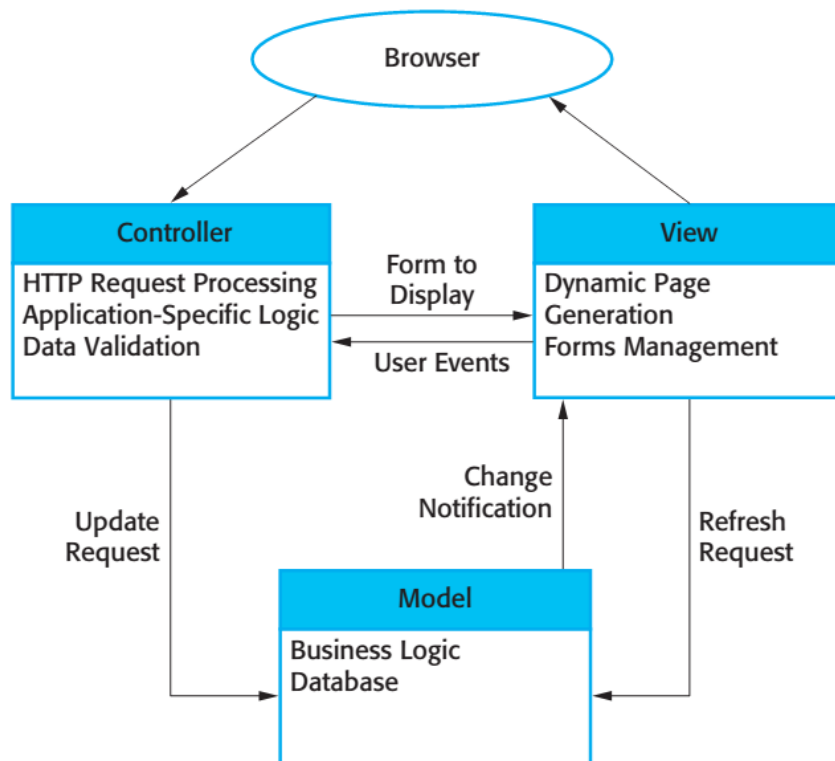 Browser
Controller
HTTP Request Processing
Application-Specific Logic
Data Validation
Form to
Display
User Events
View
Dynamic Page
Generation
Forms Management
Update
Request
Change
Notification
Refresh
Request
Model
Business Logic
Database